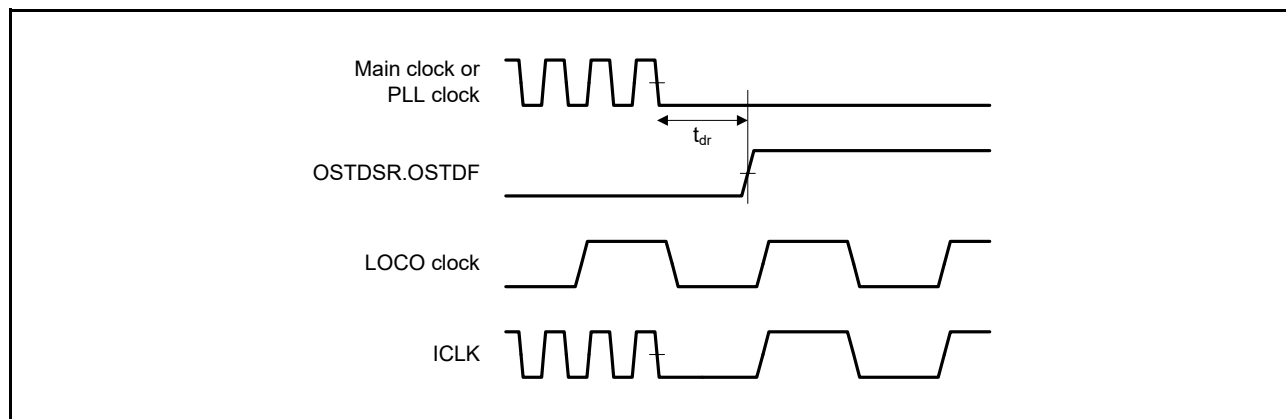 Main clock or
PLL clock
tdr
OSTDSR.OSTDF
LOCO clock
ICLK